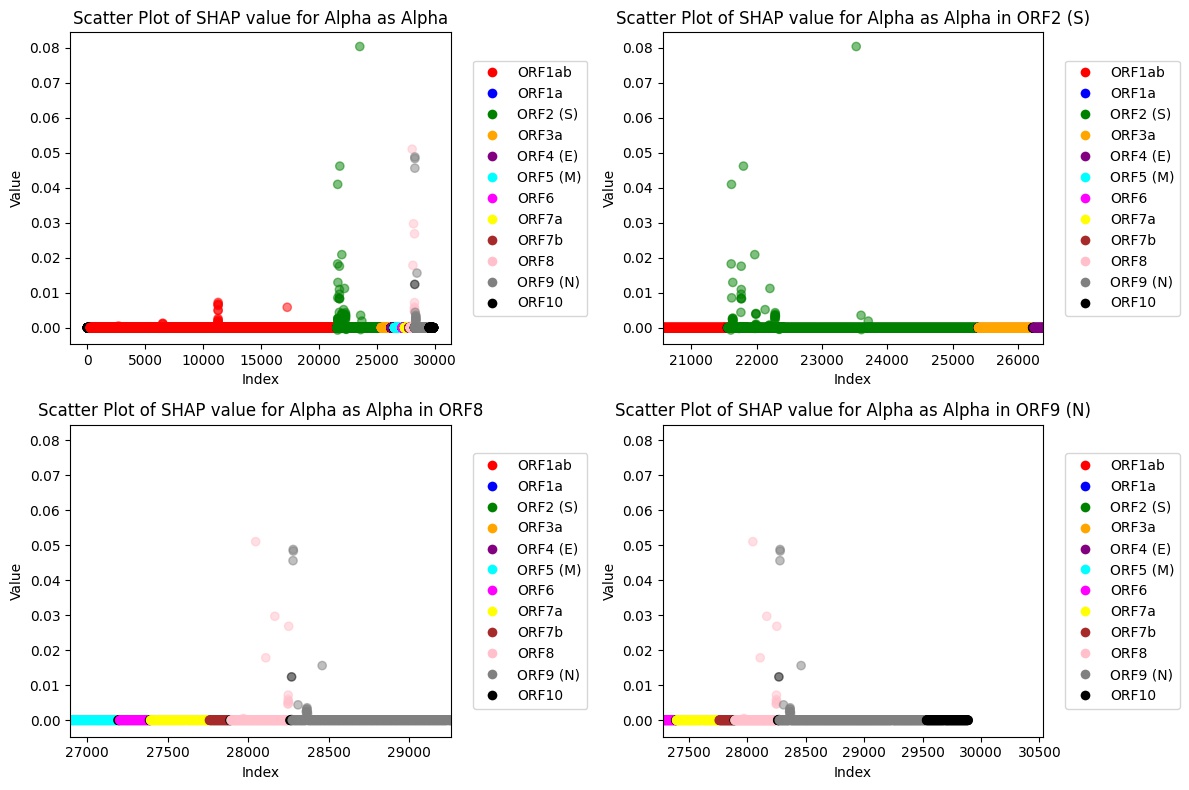 Scatter Plot of SHAP value for Alpha as Alpha
Value
0.08
0.07
0.06
0.05
0.04
0.03
0.02
0.01
0.00
0 5000 10000 15000 20000 25000 30000
Index
ORF1ab
ORF1a
ORF2 (S)
ORF3a
ORF4 (E)
ORF5 (M)
ORF6
ORF7a
ORF7b
ORF8
ORF9 (N)
ORF10
Scatter Plot of SHAP value for Alpha as Alpha in ORF2 (S)
Value
0.08
0.07
0.06
0.05
0.04
0.03
0.02
0.01
0.00
21000 22000 23000 24000 25000 26000
Index
ORF1ab
ORF1a
ORF2 (S)
ORF3a
ORF4 (E)
ORF5 (M)
ORF6
ORF7a
ORF7b
ORF8
ORF9 (N)
ORF10
Scatter Plot of SHAP value for Alpha as Alpha in ORF8
Value
0.08
0.07
0.06
0.05
0.04
0.03
0.02
0.01
0.00
27000 27500 28000 28500 29000
Index
ORF1ab
ORF1a
ORF2 (S)
ORF3a
ORF4 (E)
ORF5 (M)
ORF6
ORF7a
ORF7b
ORF8
ORF9 (N)
ORF10
Scatter Plot of SHAP value for Alpha as Alpha in ORF9 (N)
Value
0.08
0.07
0.06
0.05
0.04
0.03
0.02
0.01
0.00
27500 28000 28500 29000 29500 30000 30500
Index
ORF1ab
ORF1a
ORF2 (S)
ORF3a
ORF4 (E)
ORF5 (M)
ORF6
ORF7a
ORF7b
ORF8
ORF9 (N)
ORF10